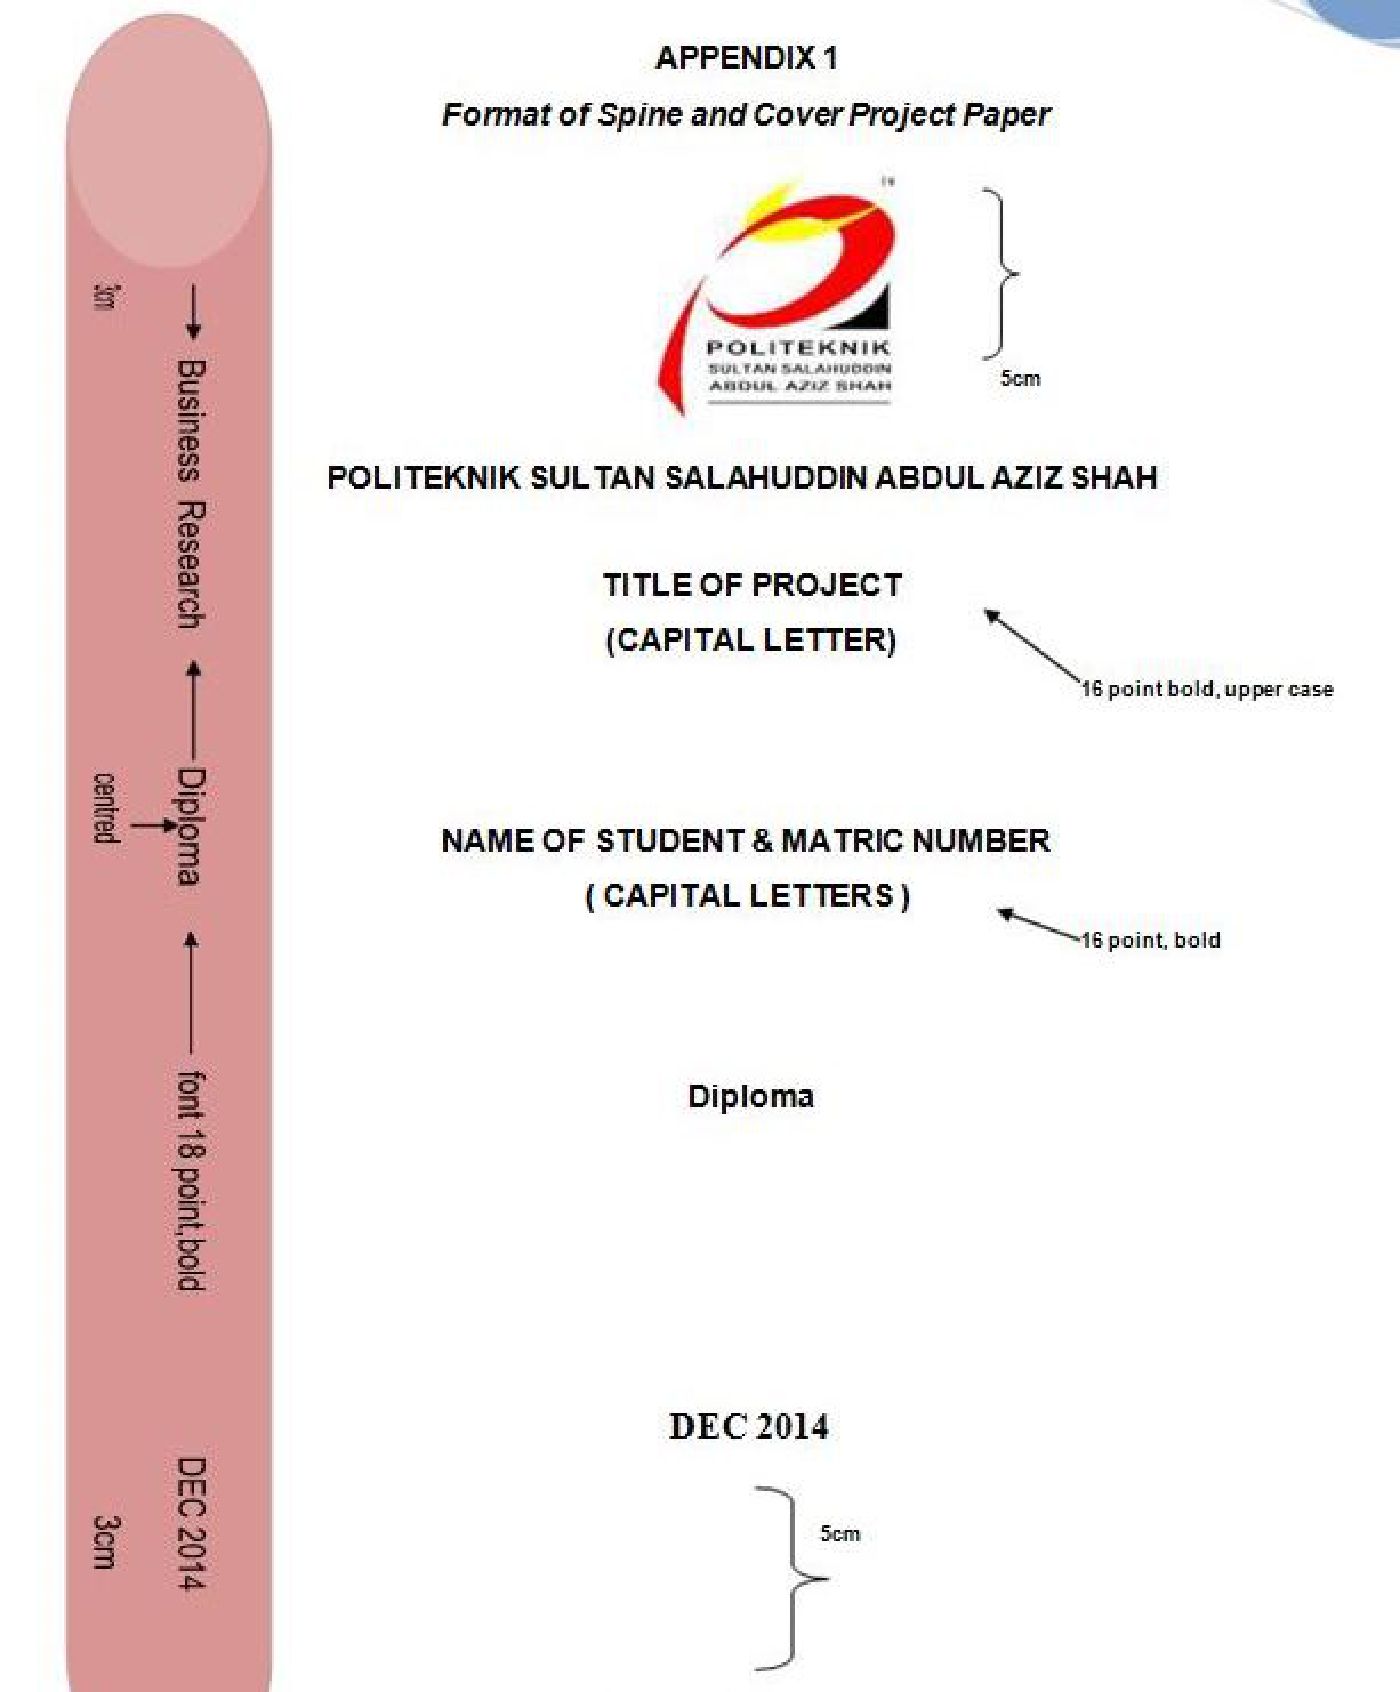 APPENDIX 1
Format of Spine and Cover Project Paper
TM
POLITEKNIK
SULTAN SALAHUDDIN
ABDUL AZIZ SHAH
5cm
POLITEKNIK SULTAN SALAHUDDIN ABDUL AZIZ SHAH
TITLE OF PROJECT
(CAPITAL LETTER)
16 point bold, upper case
NAME OF STUDENT & MATRIC NUMBER
( CAPITAL LETTERS )
16 point, bold
Diploma
DEC 2014
5cm
3cm
Business Research
centred
Diploma
font 18 point,bold
DEC 2014
3cm